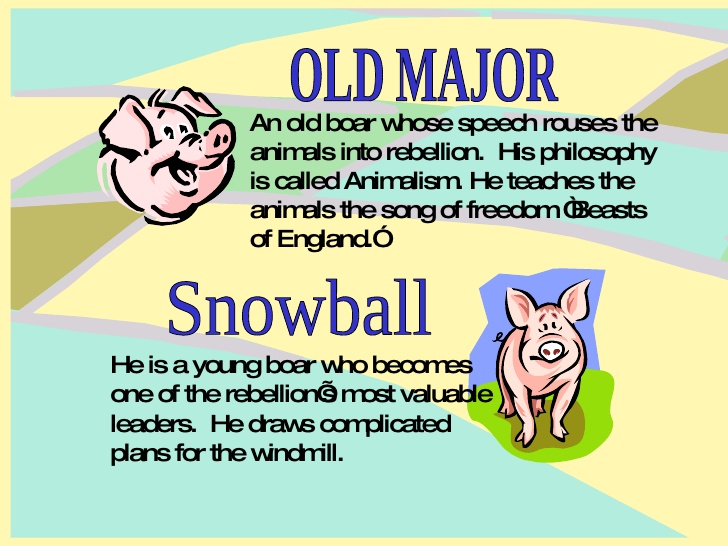 OLD MAJOR
An old boar whose speech rouses the
animals into rebellion.  His philosophy
is called Animalism. He teaches the
animals the song of freedom ÒBeasts
of England.Ó
Snowball
He is a young boar who becomes
one of the rebellionÕs most valuable
leaders.  He draws complicated
plans for the windmill.